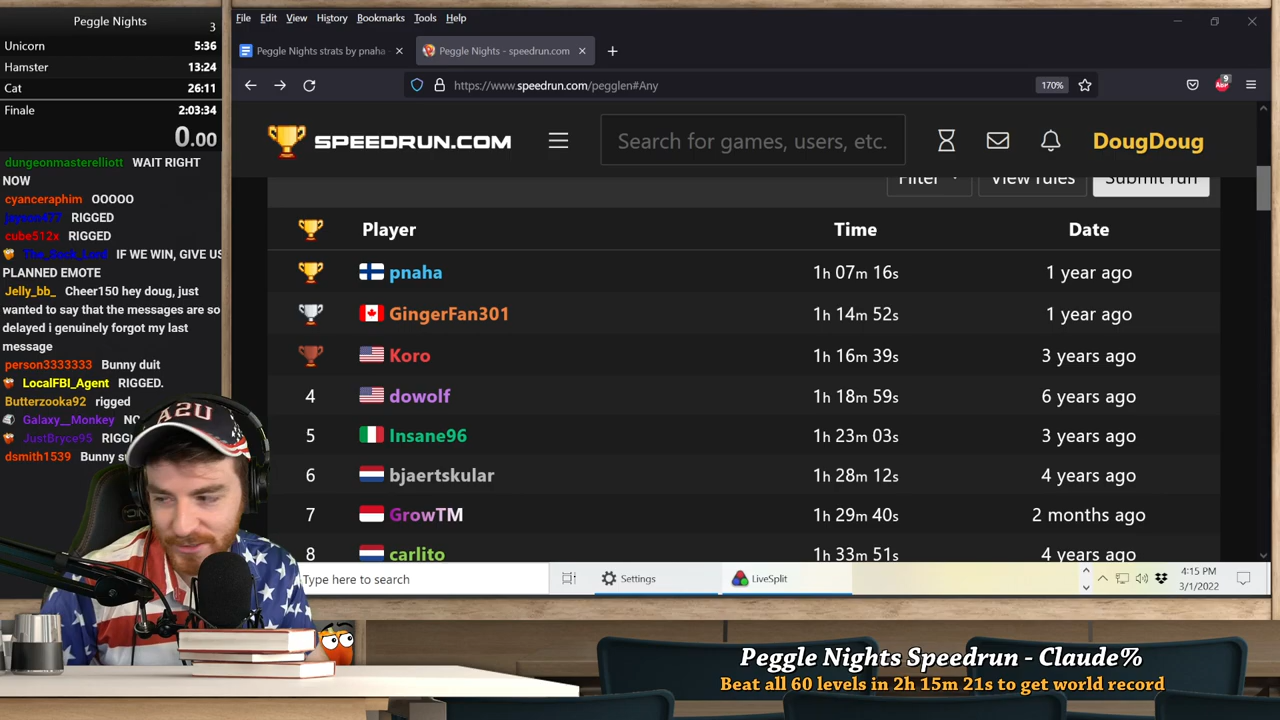 Peggle Nights
3
Unicorn 5:36
Hamster 13:24
Cat 26:11
Finale 2:03:34
0.00
dungeonmasterelliott WAIT RIGHT
NOW
cyanceraphim OOOOO
RIGGED
cube512x RIGGED
IF WE WIN, GIVE US
PLANNED EMOTE
Jelly_bb_ Cheer150 hey doug, just
wanted to say that the messages are so
delayed i genuinely forgot my last
message
person3333333 Bunny duit
LocalFBI_Agent RIGGED.
Butterzooka92 rigged
Galaxy__Monkey
JustBryce95
dsmith1539 Bunny
File Edit View History Bookmarks Tools Help
Peggle Nights strats by pnaha
Peggle Nights - speedrun.com
https://www.speedrun.com/pegglen#Any
170%
9
SPEEDRUN.COM
Search for games, users, etc.
DougDoug
Filter View rules Submit run
Player Time Date
pnaha 1h 07m 16s 1 year ago
GingerFan301 1h 14m 52s 1 year ago
Koro 1h 16m 39s 3 years ago
4 dowolf 1h 18m 59s 6 years ago
5 Insane96 1h 23m 03s 3 years ago
6 bjaertskular 1h 28m 12s 4 years ago
7 GrowTM 1h 29m 40s 2 months ago
8 carlito 1h 33m 51s 4 years ago
Type here to search
Settings
LiveSplit
4:15 PM
3/1/2022
A2U
Peggle Nights Speedrun - Claude%
Beat all 60 levels in 2h 15m 21s to get world record